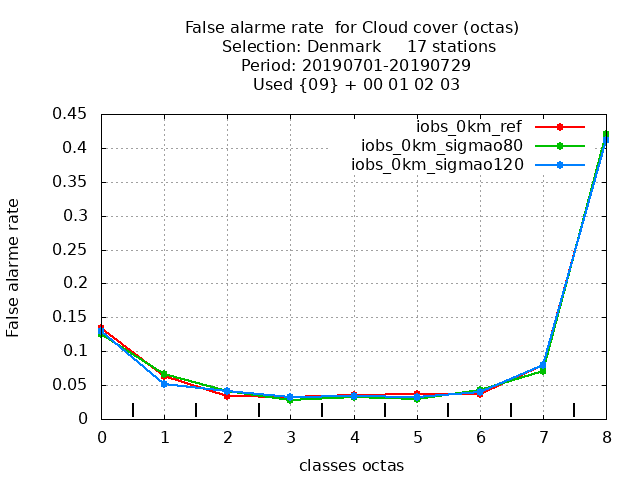 False alarme rate  for Cloud cover (octas)
Selection: Denmark     17 stations
Period: 20190701-20190729
Used {09} + 00 01 02 03
iobs_0km_ref
iobs_0km_sigmao80
iobs_0km_sigmao120
False alarme rate
0.45
0.4
0.35
0.3
0.25
0.2
0.15
0.1
0.05
0
0 1 2 3 4 5 6 7 8
classes octas